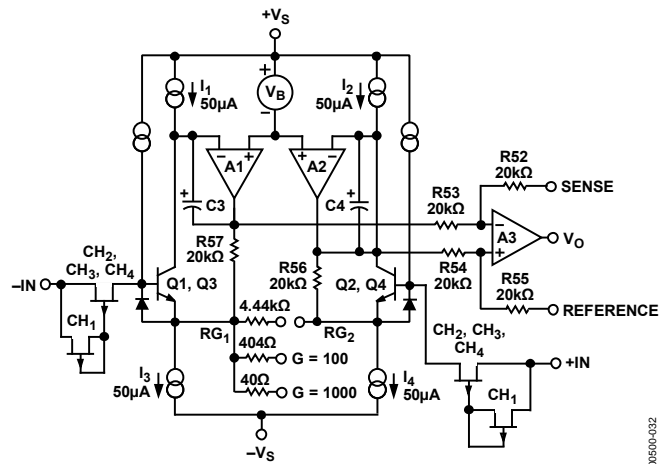 +VS
I1
50µA
+
VB
−
I2
50µA
− +
A1
+ −
A2
+
C3
C4
+
R57
20kΩ
R56
20kΩ
R53
20kΩ
R52
20kΩ
SENSE
−
A3
+
VO
R54
20kΩ
R55
20kΩ
REFERENCE
CH2,
CH3, CH4
−IN
CH1
Q1, Q3
Q2, Q4
4.44kΩ
RG1
RG2
404Ω
G = 100
40Ω
G = 1000
I3
50µA
I4
50µA
CH2, CH3,
CH4
+IN
CH1
−VS
00500-032